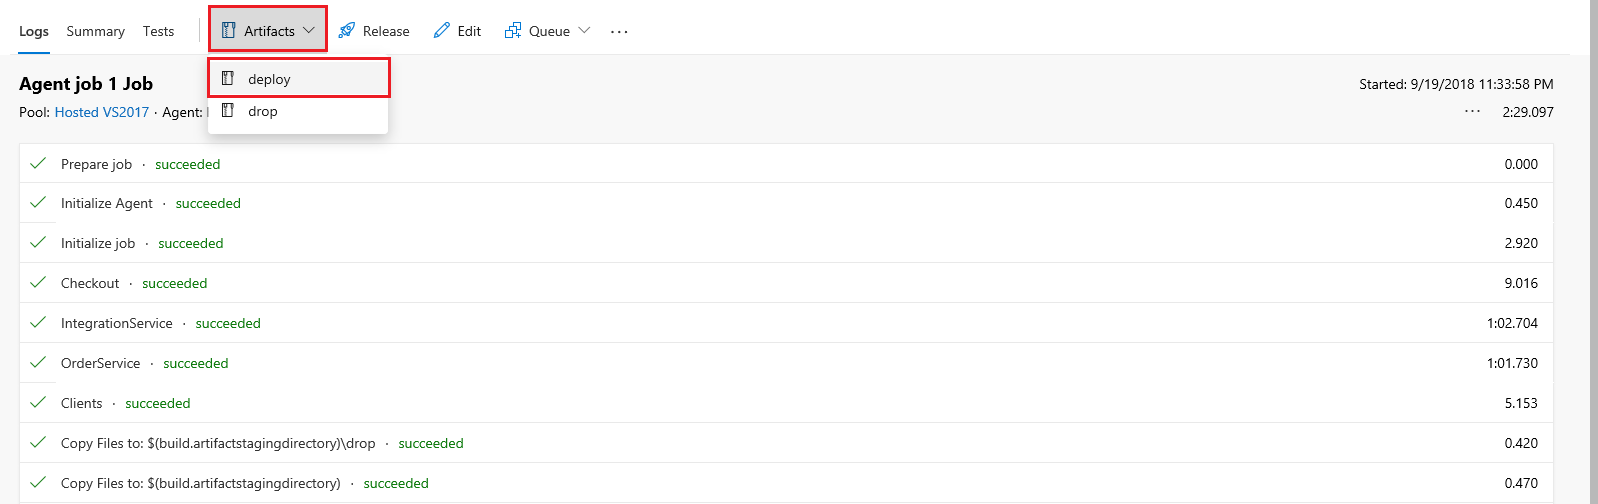 Logs Summary Tests Artifacts Release Edit Queue ...
deploy
drop
Agent job 1 Job
Started: 9/19/2018 11:33:58 PM
Pool: Hosted VS2017 · Agent:
... 2:29.097
Prepare job · succeeded 0.000
Initialize Agent · succeeded 0.450
Initialize job · succeeded 2.920
Checkout · succeeded 9.016
IntegrationService · succeeded 1:02.704
OrderService · succeeded 1:01.730
Clients · succeeded 5.153
Copy Files to: $(build.artifactstagingdirectory)\drop · succeeded 0.420
Copy Files to: $(build.artifactstagingdirectory) · succeeded 0.470